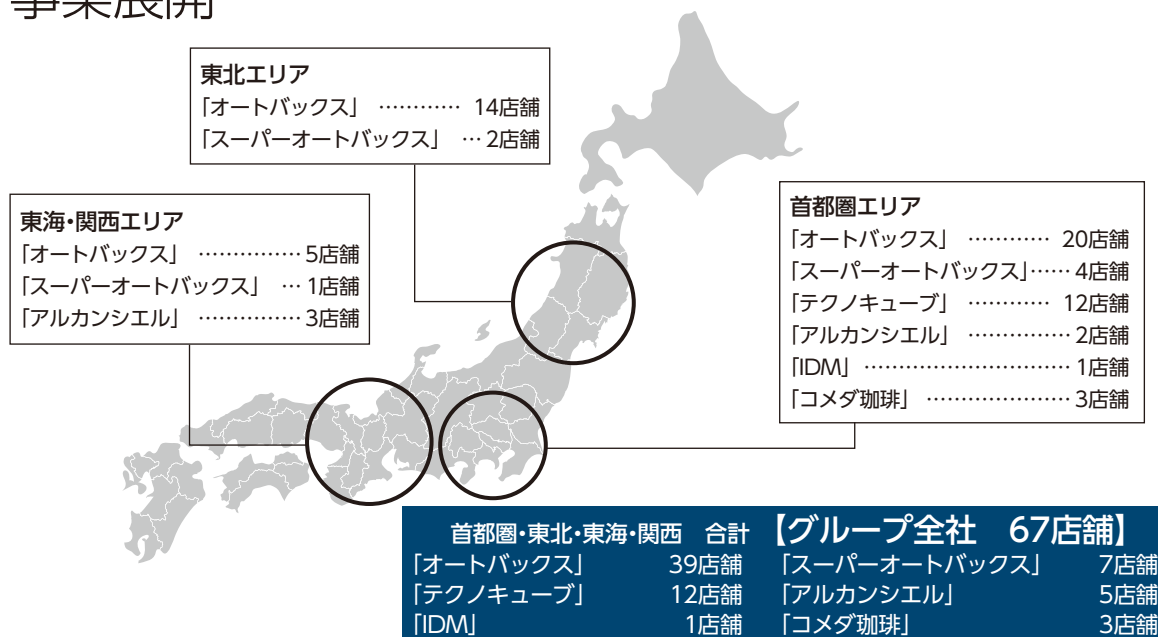 事業展開
東北エリア
「オートバックス」 ………… 14店舗
「スーパーオートバックス」 … 2店舗
東海・関西エリア
「オートバックス」 …………… 5店舗
「スーパーオートバックス」 … 1店舗
「アルカンシエル」 …………… 3店舗
首都圏エリア
「オートバックス」 ………… 20店舗
「スーパーオートバックス」…… 4店舗
「テクノキューブ」 ………… 12店舗
「アルカンシエル」 …………… 2店舗
「IDM」 ………………………… 1店舗
「コメダ珈琲」 ………………… 3店舗
首都圏・東北・東海・関西 合計 【グループ全社 67店舗】
「オートバックス」 39店舗 「スーパーオートバックス」 7店舗
「テクノキューブ」 12店舗 「アルカンシエル」 5店舗
「IDM」 1店舗 「コメダ珈琲」 3店舗